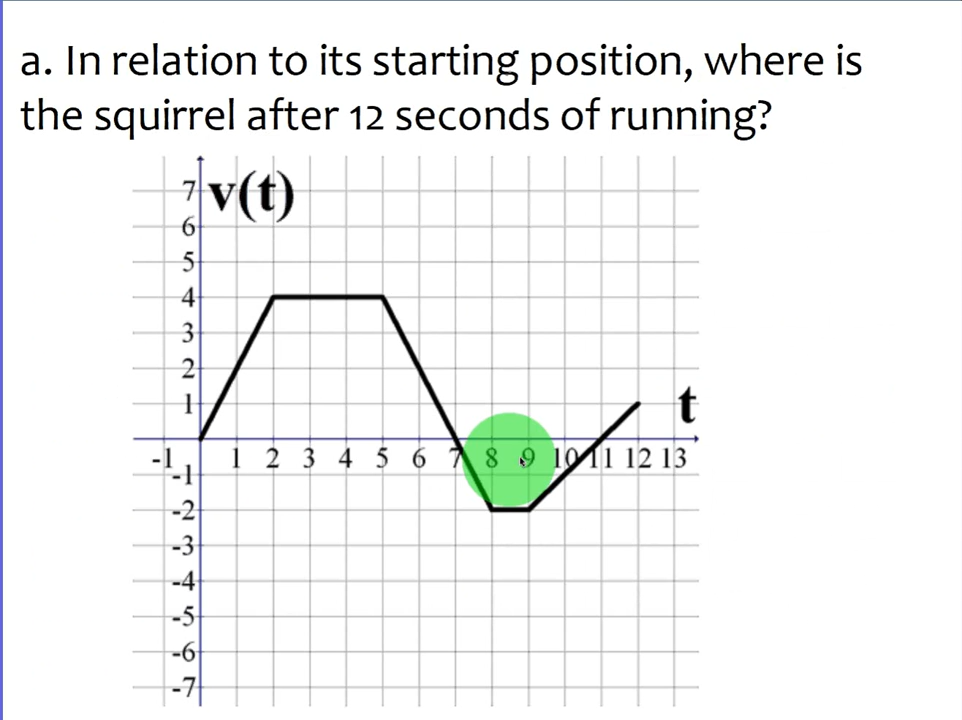 a. In relation to its starting position, where is
the squirrel after 12 seconds of running?
7 v(t)
6
5
4
3
2
1 t
-1 1 2 3 4 5 6 7 8 9 10 11 12 13
-1
-2
-3
-4
-5
-6
-7